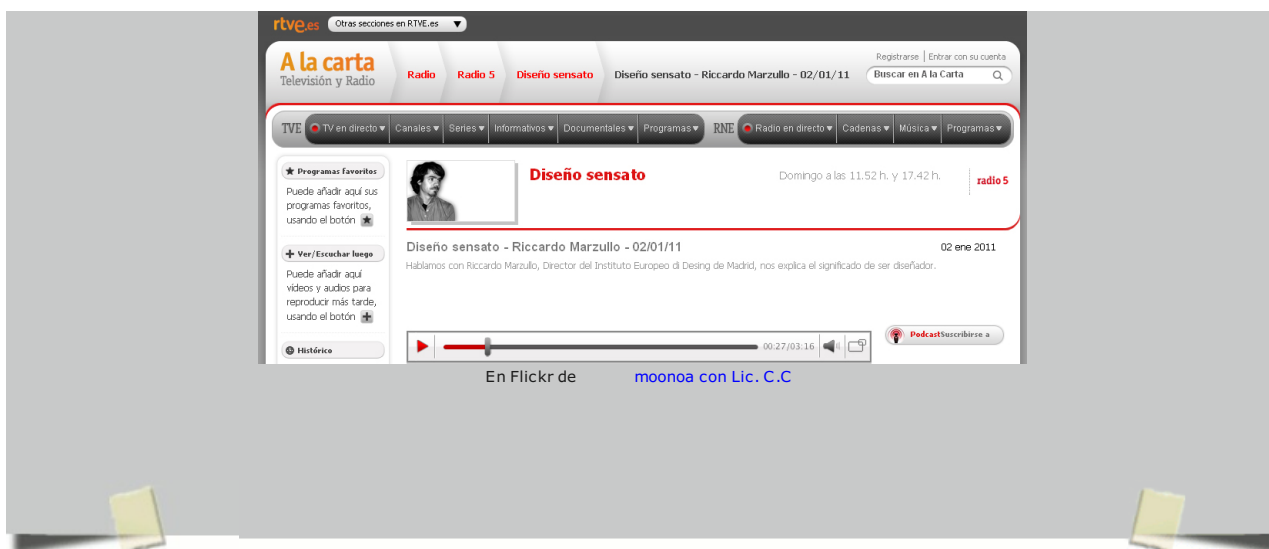 rtve.es Otras secciones en RTVE.es ▼
Registrarse | Entrar con su cuenta
A la carta
Televisión y Radio
Radio Radio 5 Diseño sensato Diseño sensato - Riccardo Marzullo - 02/01/11 Buscar en A la Carta
TVE TV en directo ▾ Canales ▾ Series ▾ Informativos ▾ Documentales ▾ Programas ▾ RNE Radio en directo ▾ Cadenas ▾ Música ▾ Programas ▾
Programas favoritos
Puede añadir aquí sus
programas favoritos,
usando el botón
Ver/Escuchar luego
Puede añadir aquí
vídeos y audios para
reproducir más tarde,
usando el botón
Histórico
Diseño sensato Domingo a las 11.52 h. y 17.42 h. radio 5
Diseño sensato - Riccardo Marzullo - 02/01/11 02 ene 2011
Hablamos con Riccardo Marzullo, Director del Instituto Europeo di Desing de Madrid, nos explica el significado de ser diseñador.
00:27/03:16
Podcast Suscribirse a
En Flickr de moonoa con Lic. C.C